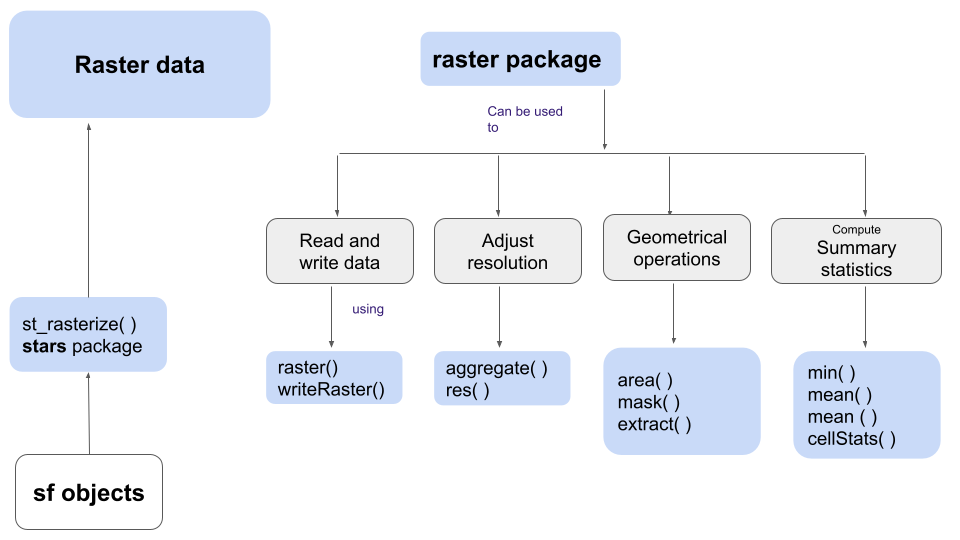 Raster data
raster package
Can be used
to
Read and
write data
Adjust
resolution
Geometrical
operations
Compute
Summary
statistics
using
st_rasterize( )
stars package
raster()
writeRaster()
aggregate( )
res( )
area( )
mask( )
extract( )
min( )
mean( )
mean ( )
cellStats( )
sf objects